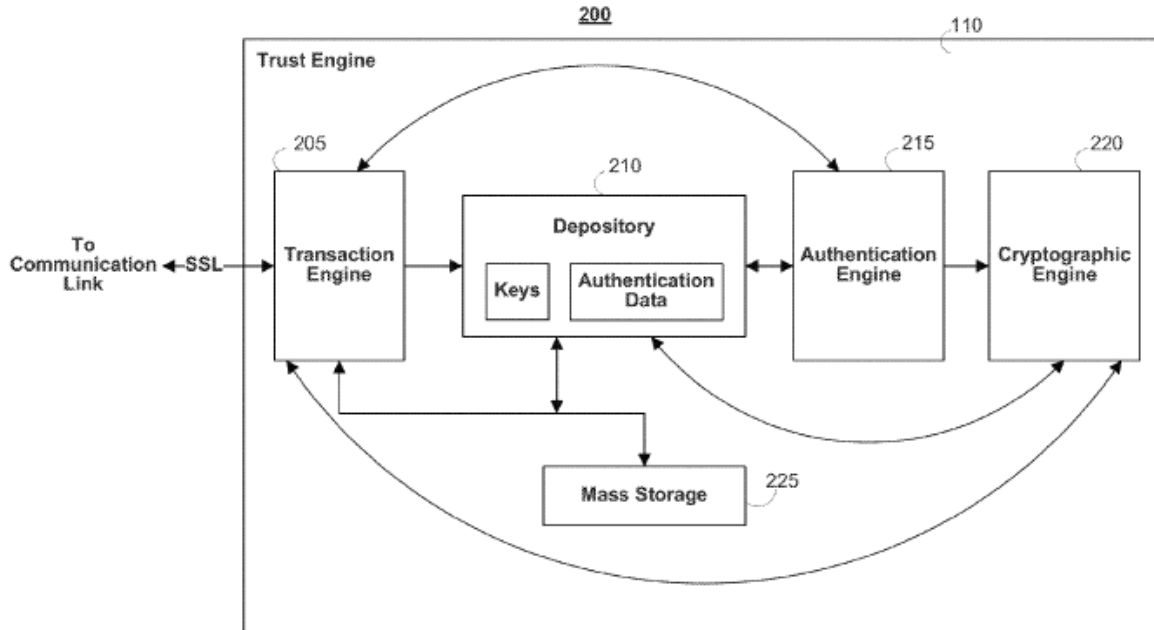 200
110
Trust Engine
205
210
215
220
Depository
To
Communication
Link
SSL
Transaction
Engine
Keys
Authentication
Data
Authentication
Engine
Cryptographic
Engine
Mass Storage
225